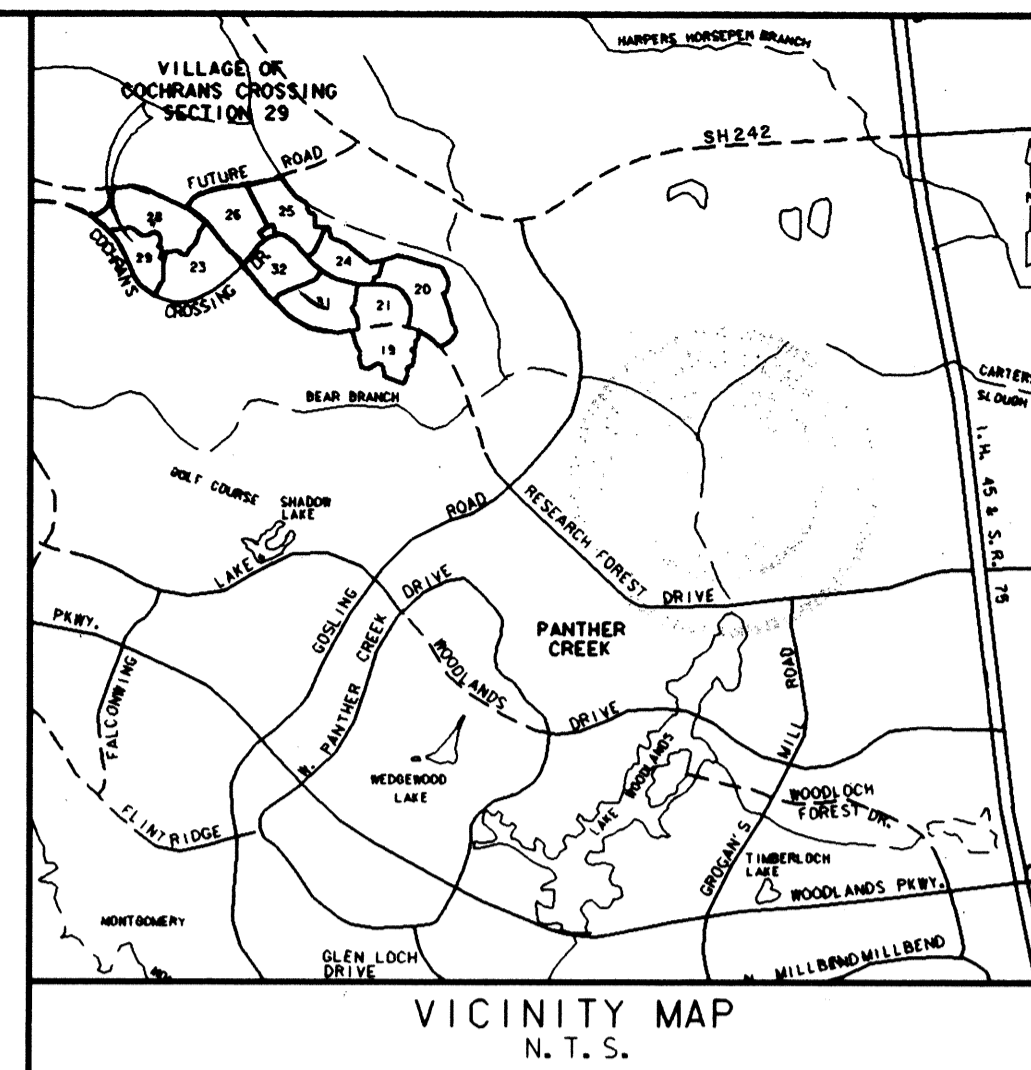 HARPERS HORSEPEN BRANCH
VILLAGE OF
COCHRANS CROSSING
SECTION 29
SH 242
FUTURE ROAD
28
26
25
29
23
DR.
32
24
20
31
21
19
COCHRANS
CROSSING
BEAR BRANCH
CARTERS
SLOUGH
I.H. 45 & S.R. 75
GOLF COURSE
SHADOW
LAKE
ROAD
RESEARCH FOREST
DRIVE
LAKE
GOSLING
W. PANTHER CREEK DRIVE
PANTHER
CREEK
PKWY.
FALCONWING
WOODLANDS
DRIVE
ROAD
MILL
GROGAN'S
WEDGEWOOD
LAKE
LAKE WOODLANDS
WOODLOCH
FOREST DR.
FLINTRIDGE
TIMBERLOCH
LAKE
WOODLANDS PKWY.
MONTGOMERY
GLEN LOCH
DRIVE
MILLBEND
MILLBEND
VICINITY MAP
N. T. S.